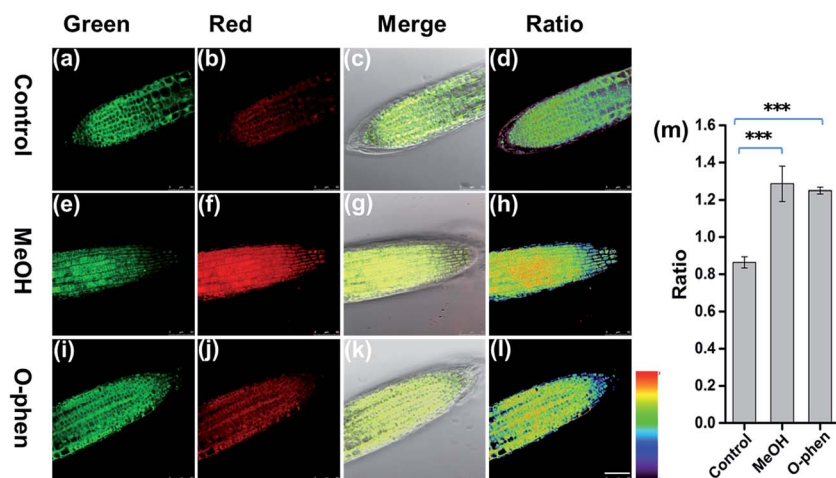 Green Red Merge Ratio
Control
(a) (b) (c) (d)
MeOH
(e) (f) (g) (h)
O-phen
(i) (j) (k) (l)
(m)
***
***
1.6
1.4
1.2
1.0
0.8
0.6
0.4
0.2
0.0
Ratio
Control MeOH O-phen